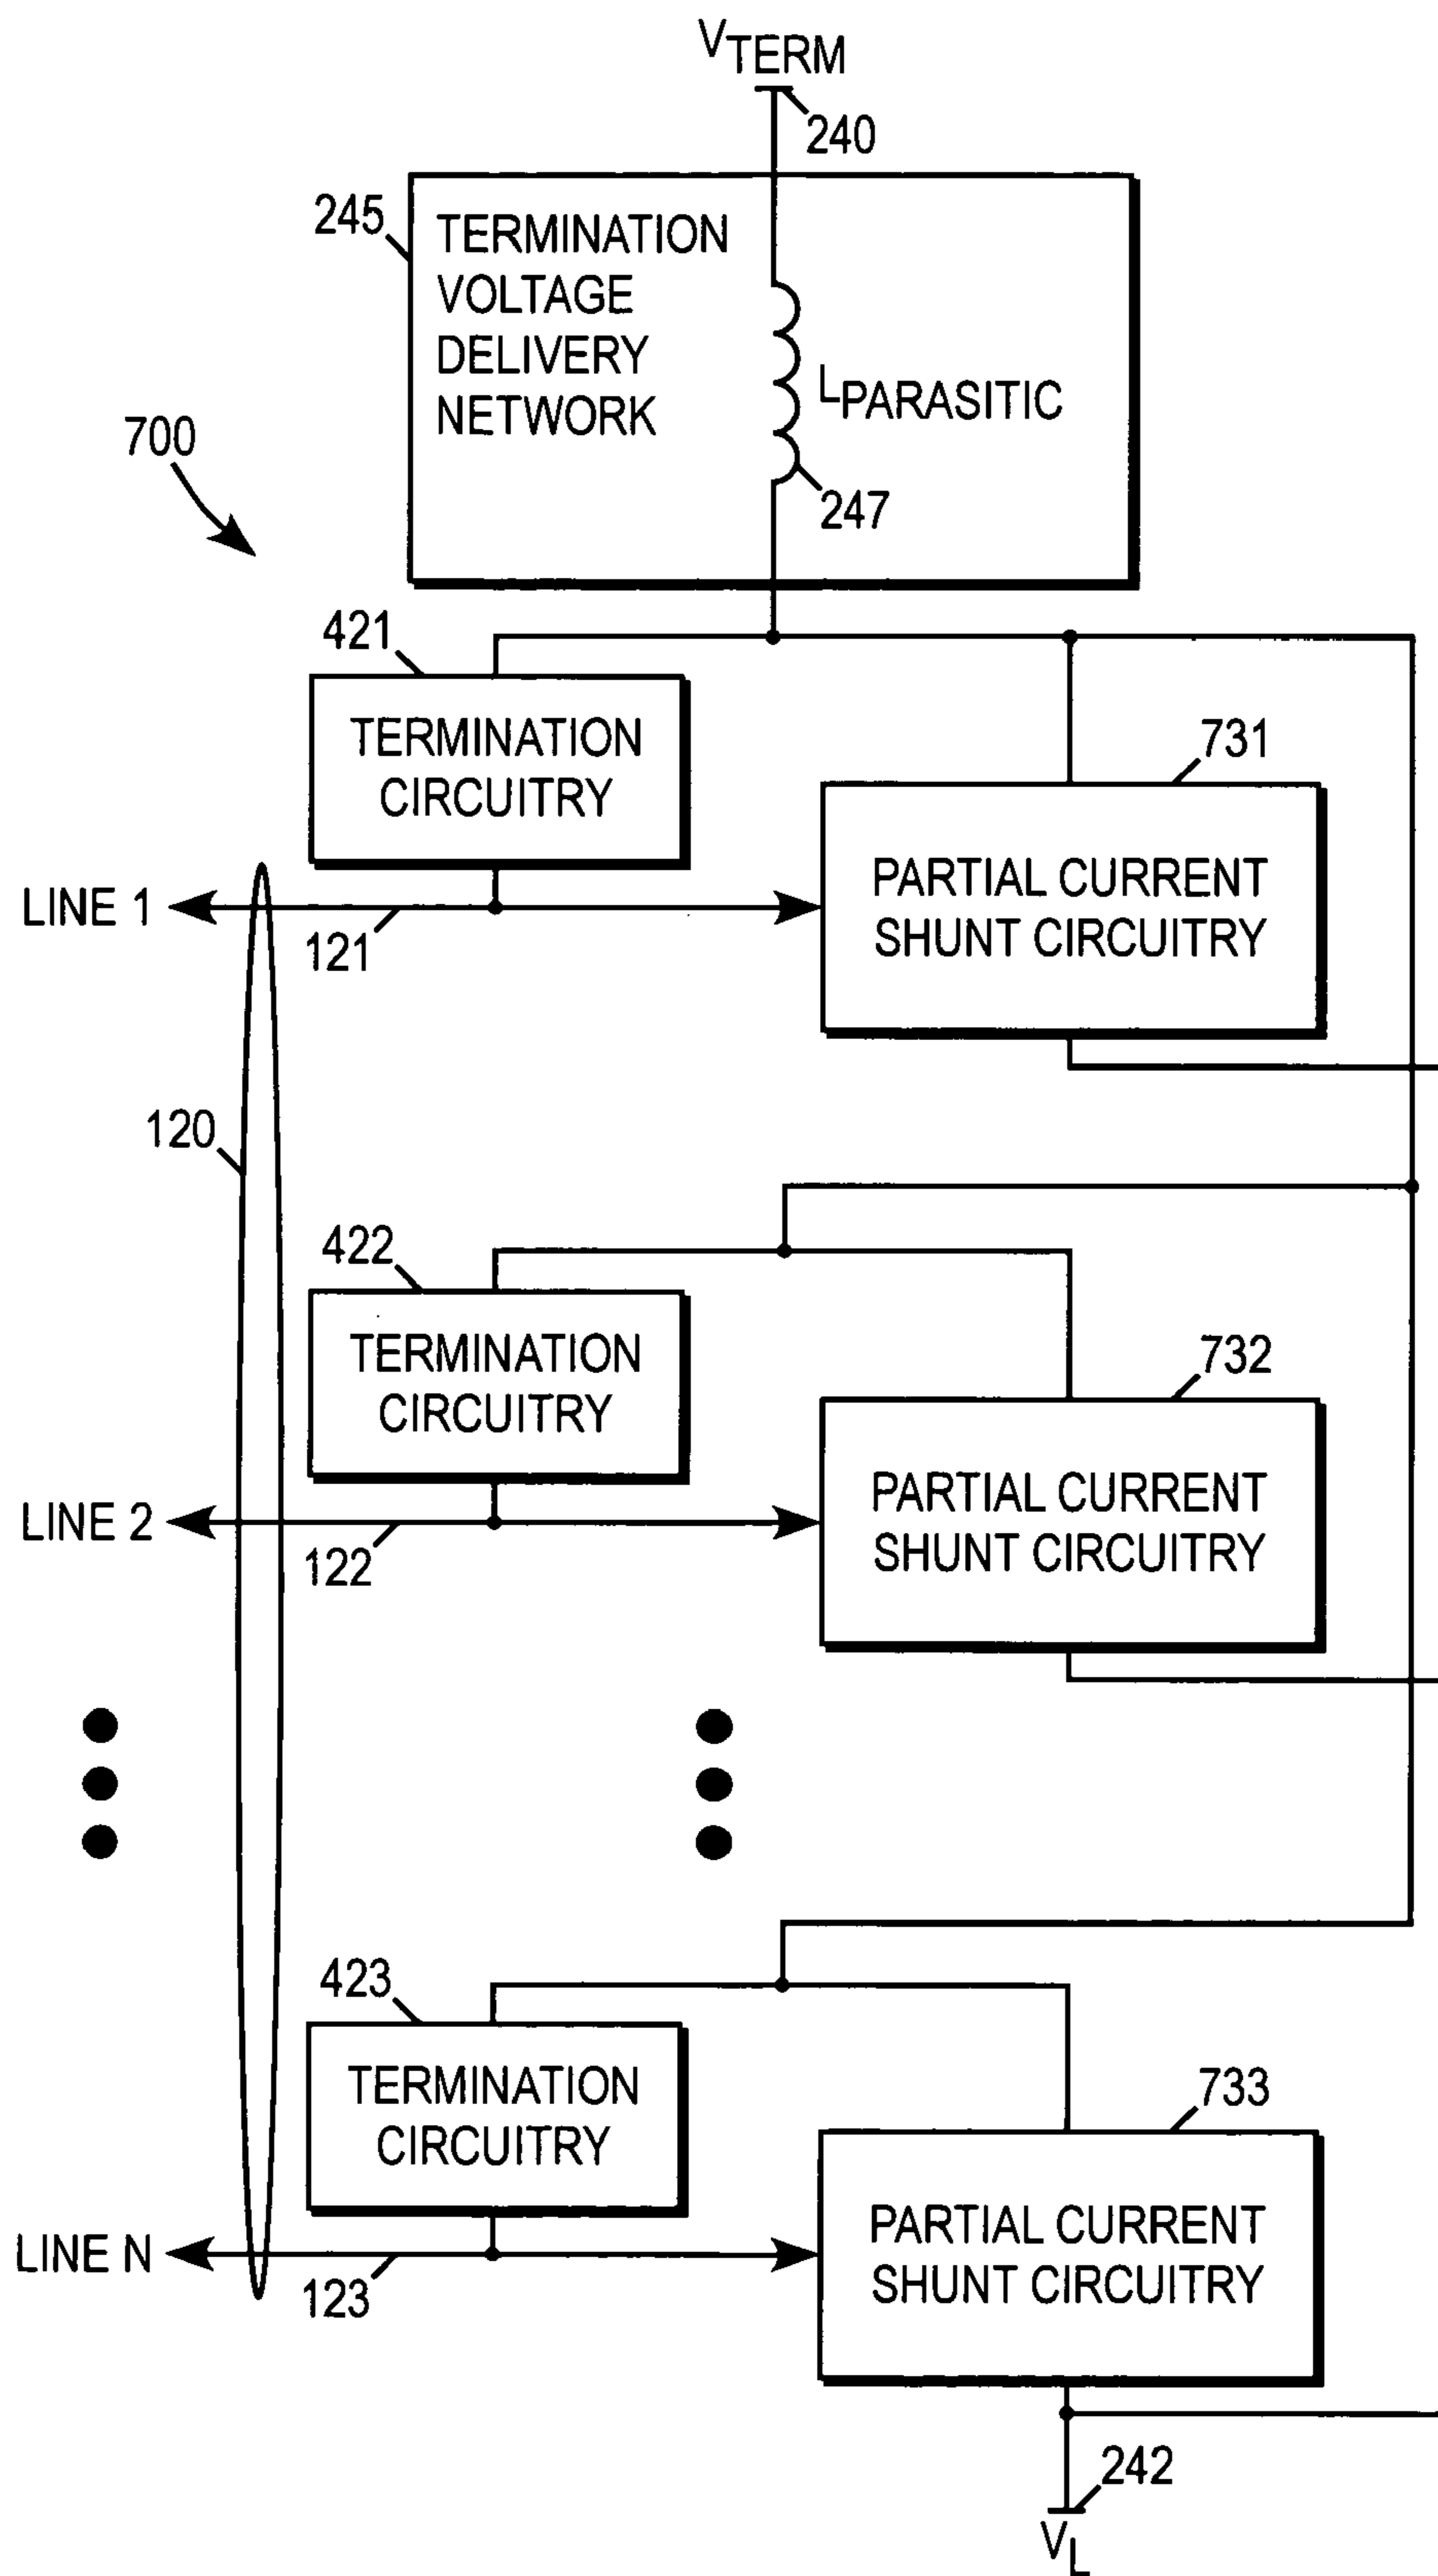 VTERM
240
245
TERMINATION
VOLTAGE
DELIVERY
NETWORK
LPARASITIC
247
700
421
TERMINATION
CIRCUITRY
731
PARTIAL CURRENT
SHUNT CIRCUITRY
LINE 1
121
120
422
TERMINATION
CIRCUITRY
732
PARTIAL CURRENT
SHUNT CIRCUITRY
LINE 2
122
423
TERMINATION
CIRCUITRY
733
PARTIAL CURRENT
SHUNT CIRCUITRY
LINE N
123
242
VL